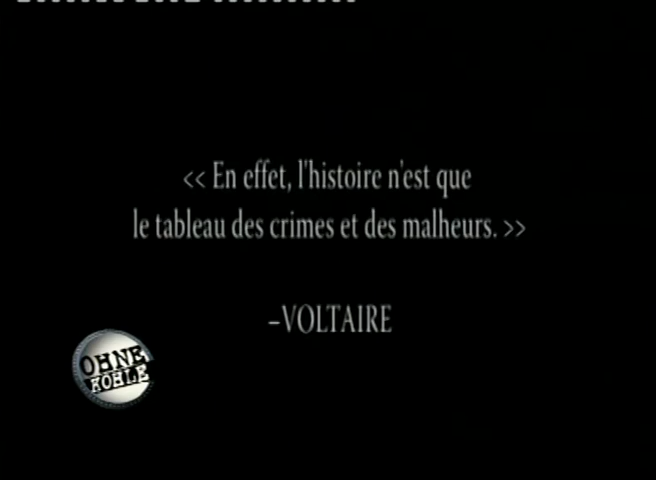 << En effet, l'histoire n'est que
le tableau des crimes et des malheurs. >>
–VOLTAIRE
OHNE
KOHLE